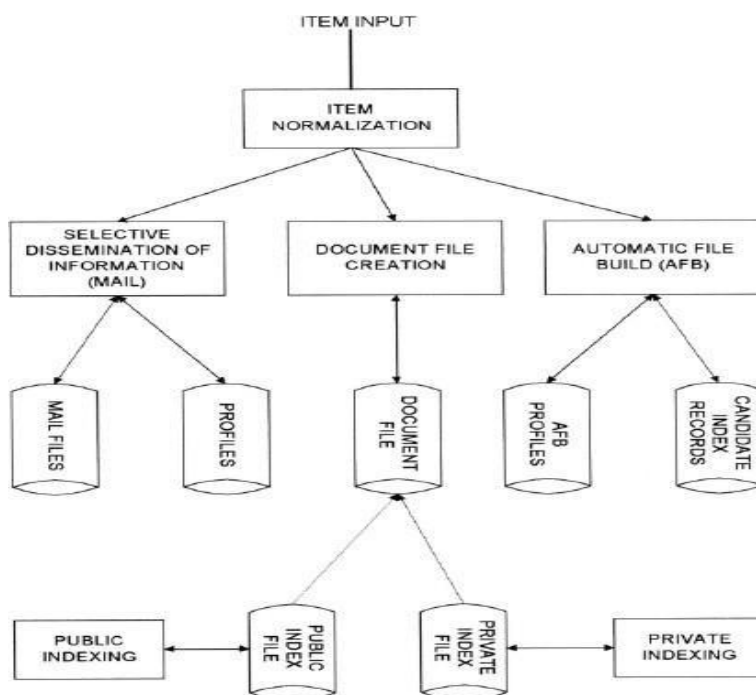 ITEM INPUT
ITEM
NORMALIZATION
SELECTIVE
DISSEMINATION OF
INFORMATION
(MAIL)
DOCUMENT FILE
CREATION
AUTOMATIC FILE
BUILD (AFB)
MAIL FILES
PROFILES
DOCUMENT
FILE
AFB
PROFILES
CANDIDATE
INDEX
RECORDS
PUBLIC
INDEXING
PUBLIC
INDEX
FILE
PRIVATE
INDEX
FILE
PRIVATE
INDEXING